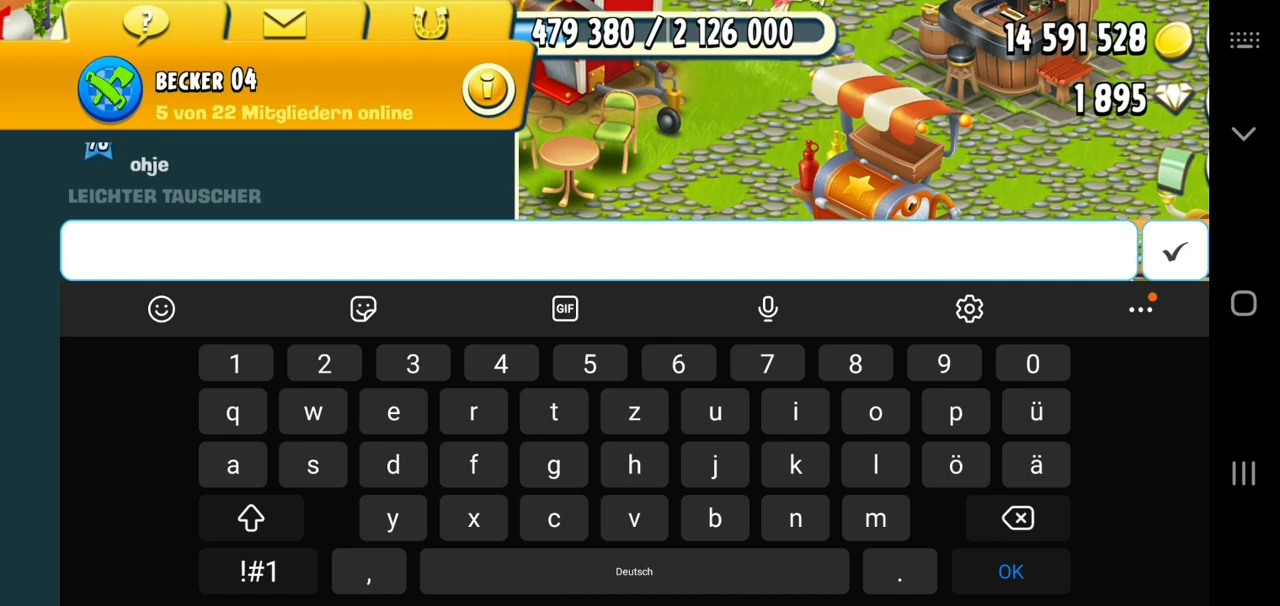 ?
479 380 / 2 126 000
14 591 528
BECKER 04
1 895
5 von 22 Mitgliedern online
ohje
LEICHTER TAUSCHER
GIF
1 2 3 4 5 6 7 8 9 0
q w e r t z u i o p ü
a s d f g h j k l ö ä
y x c v b n m
!#1 , Deutsch . OK